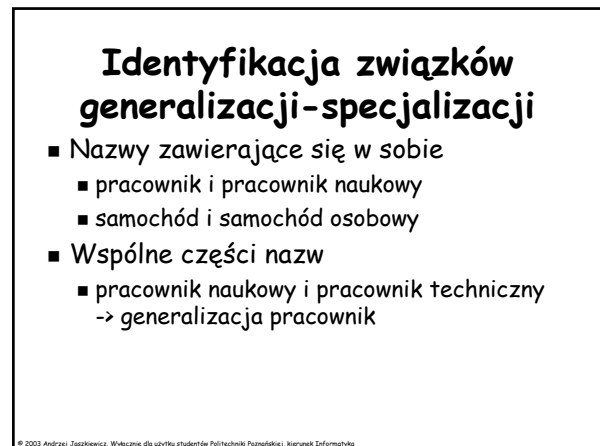 Identyfikacja związków
generalizacji-specjalizacji
■ Nazwy zawierające się w sobie
■ pracownik i pracownik naukowy
■ samochód i samochód osobowy
■ Wspólne części nazw
■ pracownik naukowy i pracownik techniczny
-> generalizacja pracownik
© 2003 Andrzej Jaszkiewicz. Wyłącznie dla użytku studentów Politechniki Poznańskiej, kierunek Informatyka